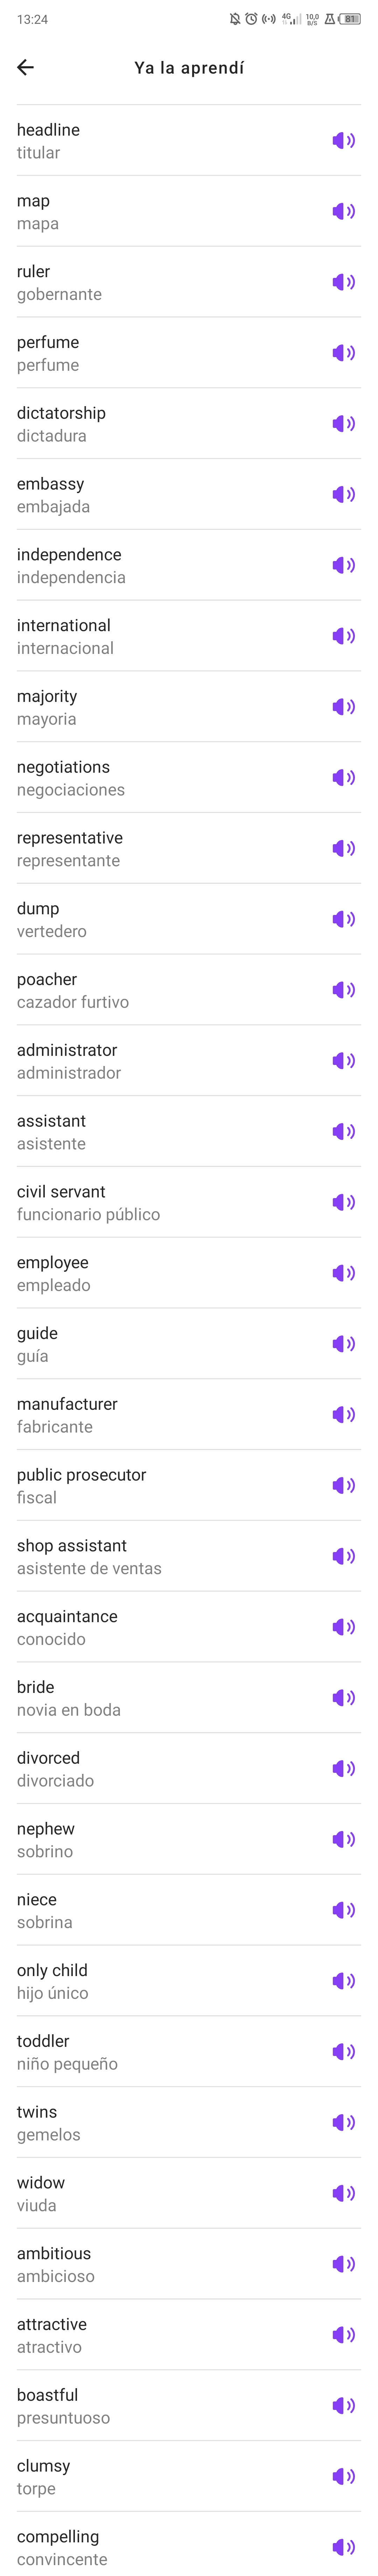 13:24
4G
10,0
B/S
81
Ya la aprendí
headline
titular
map
mapa
ruler
gobernante
perfume
perfume
dictatorship
dictadura
embassy
embajada
independence
independencia
international
internacional
majority
mayoria
negotiations
negociaciones
representative
representante
dump
vertedero
poacher
cazador furtivo
administrator
administrador
assistant
asistente
civil servant
funcionario público
employee
empleado
guide
guía
manufacturer
fabricante
public prosecutor
fiscal
shop assistant
asistente de ventas
acquaintance
conocido
bride
novia en boda
divorced
divorciado
nephew
sobrino
niece
sobrina
only child
hijo único
toddler
niño pequeño
twins
gemelos
widow
viuda
ambitious
ambicioso
attractive
atractivo
boastful
presuntuoso
clumsy
torpe
compelling
convincente